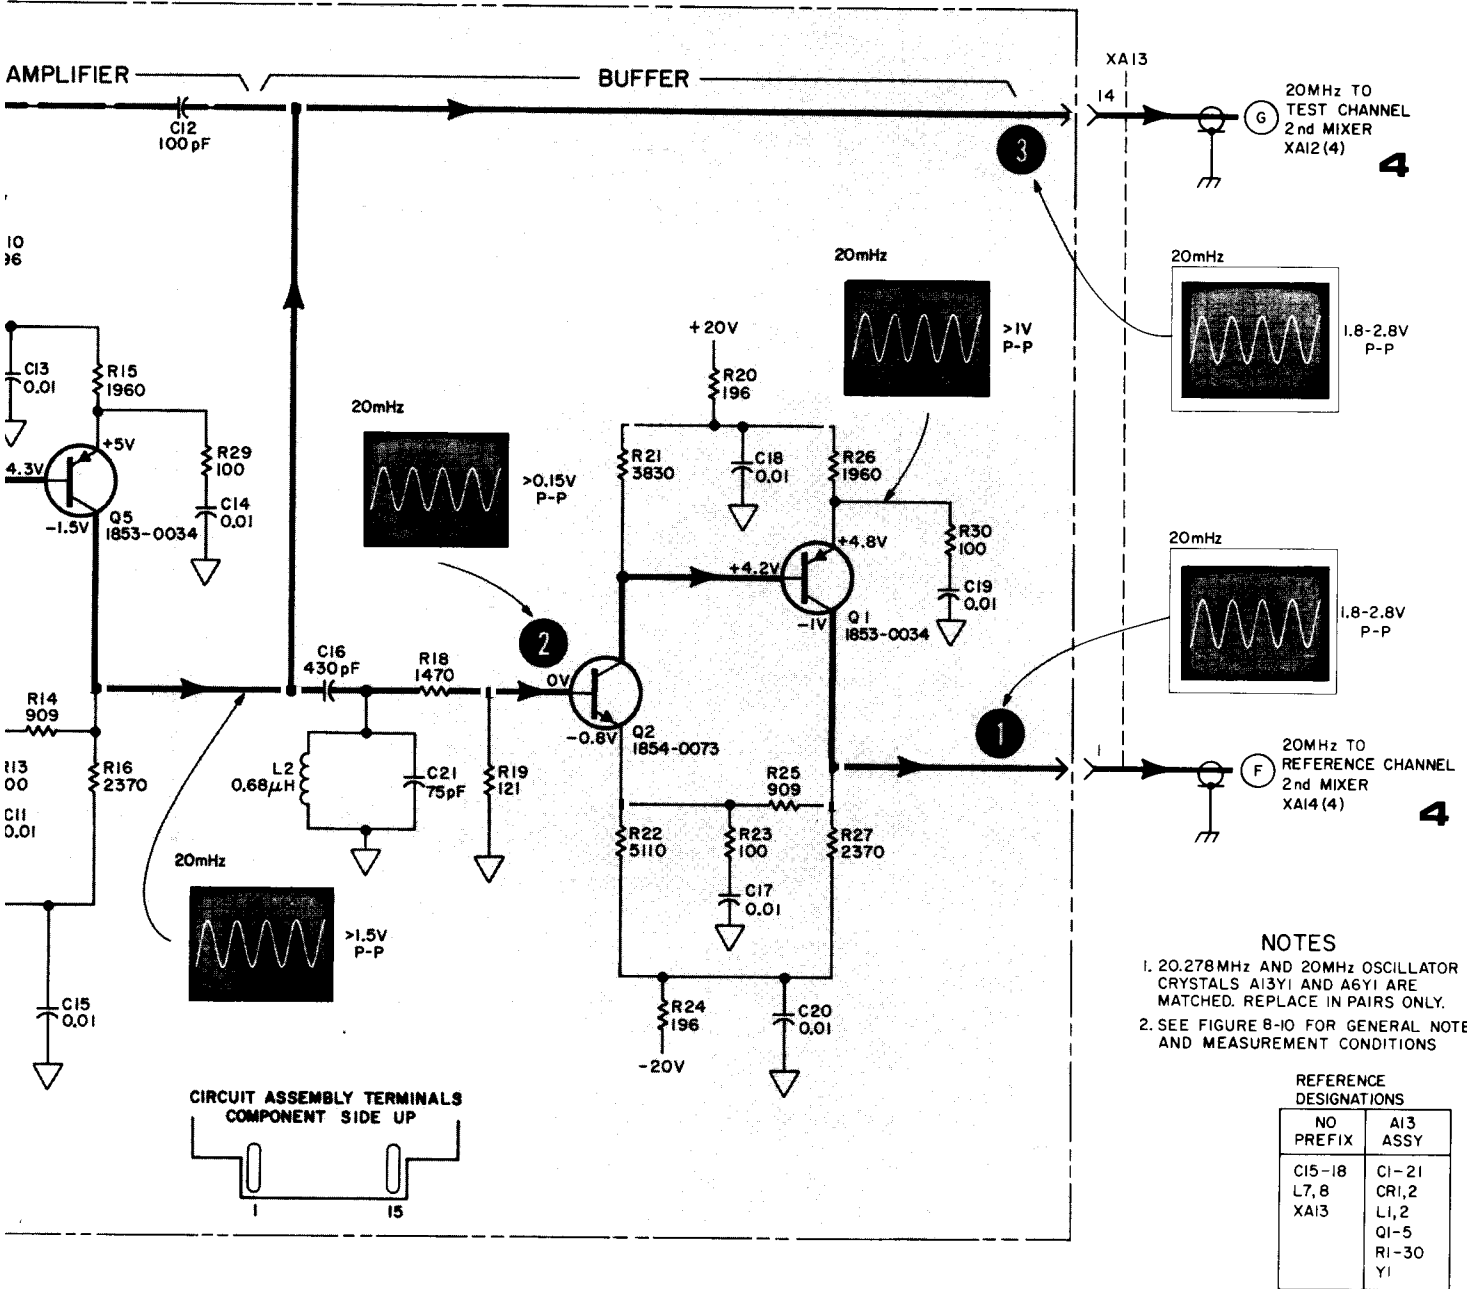 AMPLIFIER
BUFFER
XA13
C12
100pF
14
G
20MHz TO
TEST CHANNEL
2nd MIXER
XA12(4)
4
3
20mHz
>1V
P-P
20mHz
1.8-2.8V
P-P
+20V
R20
196
C13
0.01
R15
1960
+5V
4.3V
-1.5V
Q5
1853-0034
R29
100
C14
0.01
20mHz
>0.15V
P-P
2
R21
3830
C18
0.01
R26
1960
+4.8V
+4.2V
-1V
Q1
1853-0034
R30
100
C19
0.01
20mHz
1.8-2.8V
P-P
1
C16
430pF
R18
1470
0V
-0.8V
Q2
1854-0073
R14
909
R13
R16
2370
C11
0.01
L2
0.68μH
C21
75pF
R19
121
R25
909
R22
5110
R23
100
R27
2370
C17
0.01
1
F
20MHz TO
REFERENCE CHANNEL
2nd MIXER
XA14(4)
4
20mHz
>1.5V
P-P
C15
0.01
R24
196
-20V
C20
0.01
CIRCUIT ASSEMBLY TERMINALS
COMPONENT SIDE UP
1 15
NOTES
1. 20.278MHz AND 20MHz OSCILLATOR
CRYSTALS A13Y1 AND A6Y1 ARE
MATCHED. REPLACE IN PAIRS ONLY.
2. SEE FIGURE 8-10 FOR GENERAL NOTE
AND MEASUREMENT CONDITIONS
REFERENCE
DESIGNATIONS
NO PREFIX
A13 ASSY
C15-18
L7,8
XA13
C1-21
CR1,2
L1,2
Q1-5
R1-30
Y1